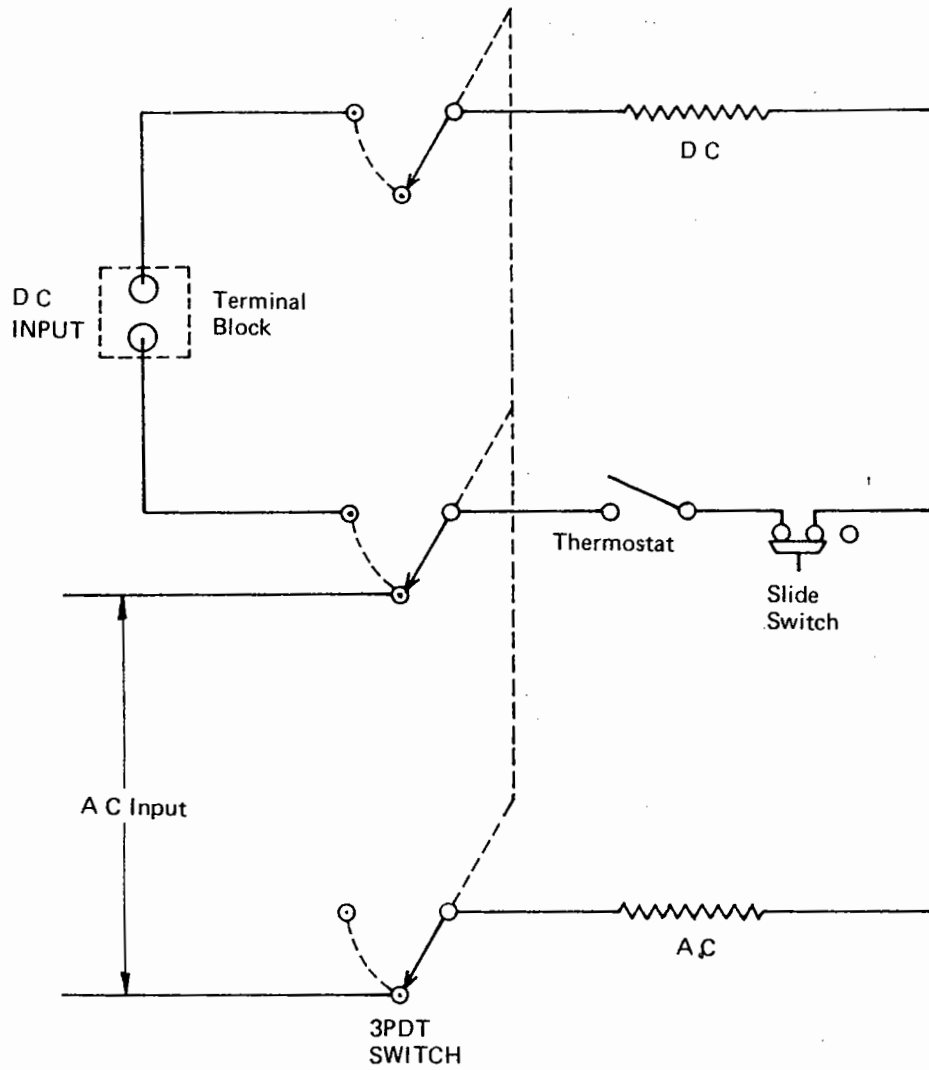 D C
D C
INPUT
Terminal
Block
Thermostat
Slide
Switch
A C Input
A C
3PDT
SWITCH